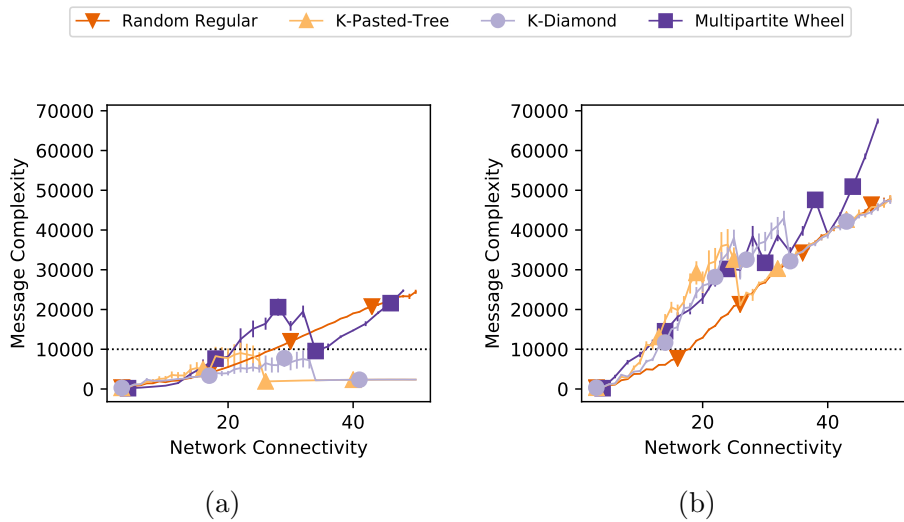 Random Regular K-Pasted-Tree K-Diamond Multipartite Wheel
70000
60000
50000
40000
30000
20000
10000
0
Message Complexity
20 40
Network Connectivity
(a)
70000
60000
50000
40000
30000
20000
10000
0
Message Complexity
20 40
Network Connectivity
(b)